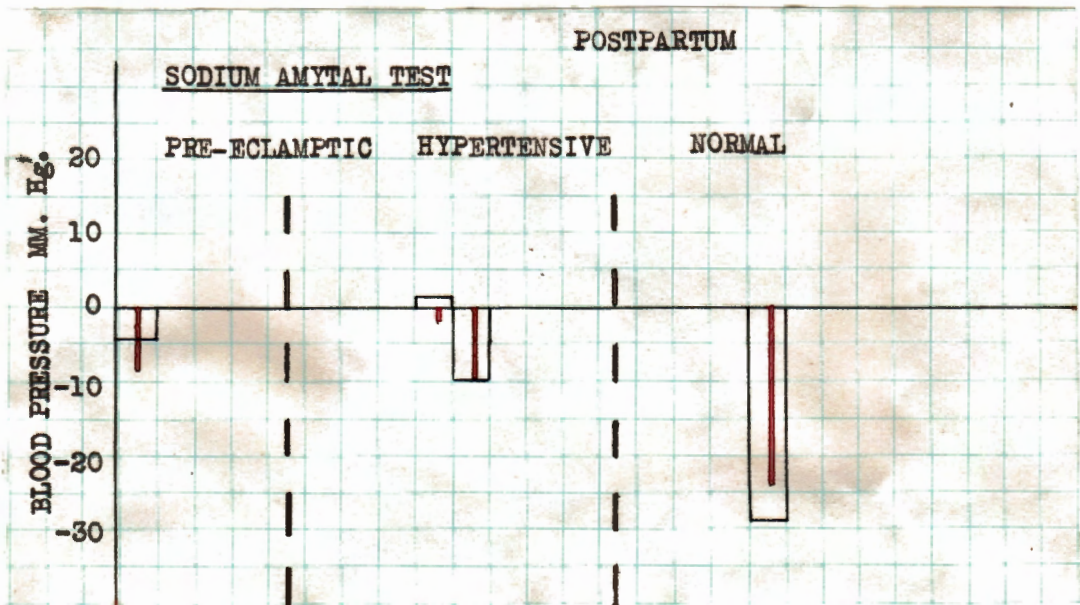 POSTPARTUM
SODIUM AMYTAL TEST
PRE-ECLAMPTIC HYPERTENSIVE NORMAL
BLOOD PRESSURE MM. Hg.
20
10
0
-10
-20
-30